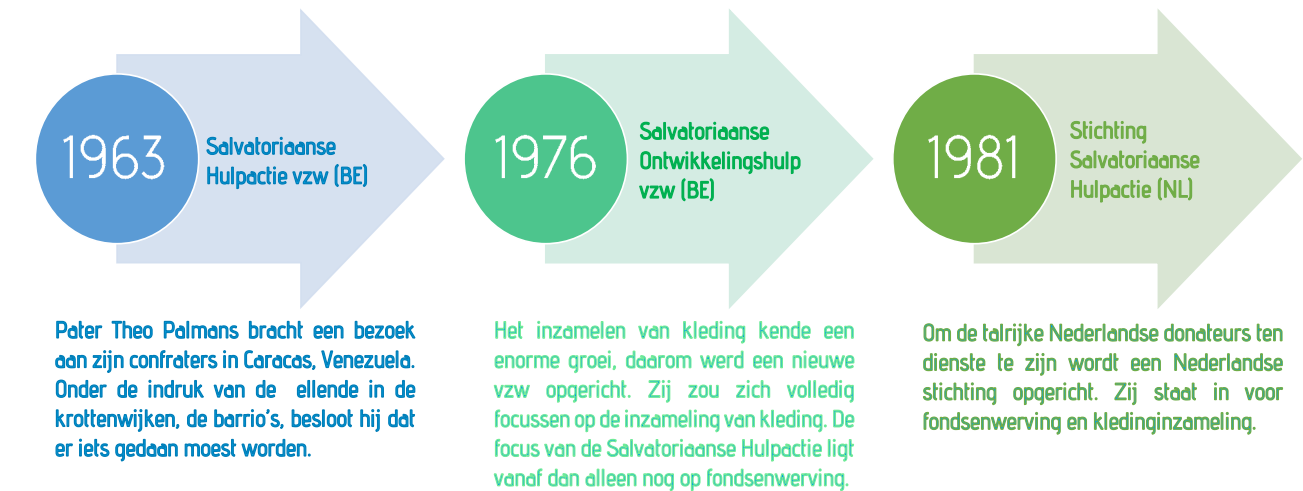 1963
Salvatoriaanse
Hulpactie vzw (BE)
Pater Theo Palmans bracht een bezoek
aan zijn confraters in Caracas, Venezuela.
Onder de indruk van de ellende in de
krottenwijken, de barrio's, besloot hij dat
er iets gedaan moest worden.
1976
Salvatoriaanse
Ontwikkelingshulp
vzw (BE)
Het inzamelen van kleding kende een
enorme groei, daarom werd een nieuwe
vzw opgericht. Zij zou zich volledig
focussen op de inzameling van kleding. De
focus van de Salvatoriaanse Hulpactie ligt
vanaf dan alleen nog op fondsenwerving.
1981
Stichting
Salvatoriaanse
Hulpactie (NL)
Om de talrijke Nederlandse donateurs ten
dienste te zijn wordt een Nederlandse
stichting opgericht. Zij staat in voor
fondsenwerving en kledinginzameling.